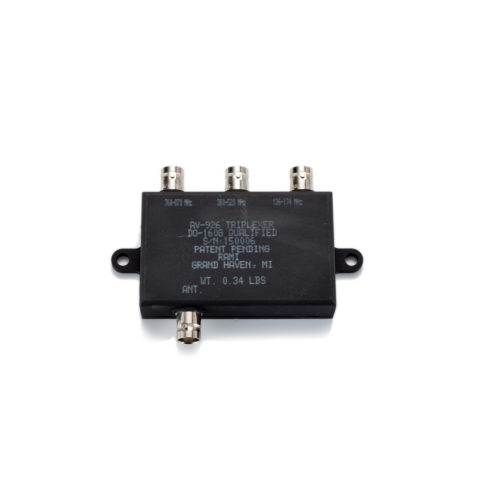 760-870 MHz 380-520 MHz 136-174 MHz
AV-926 TRIPLEXER
DO-160G QUALIFIED
S/N:150006
PATENT PENDING
RAMI
GRAND HAVEN, MI
WT. 0.34 LBS
ANT.